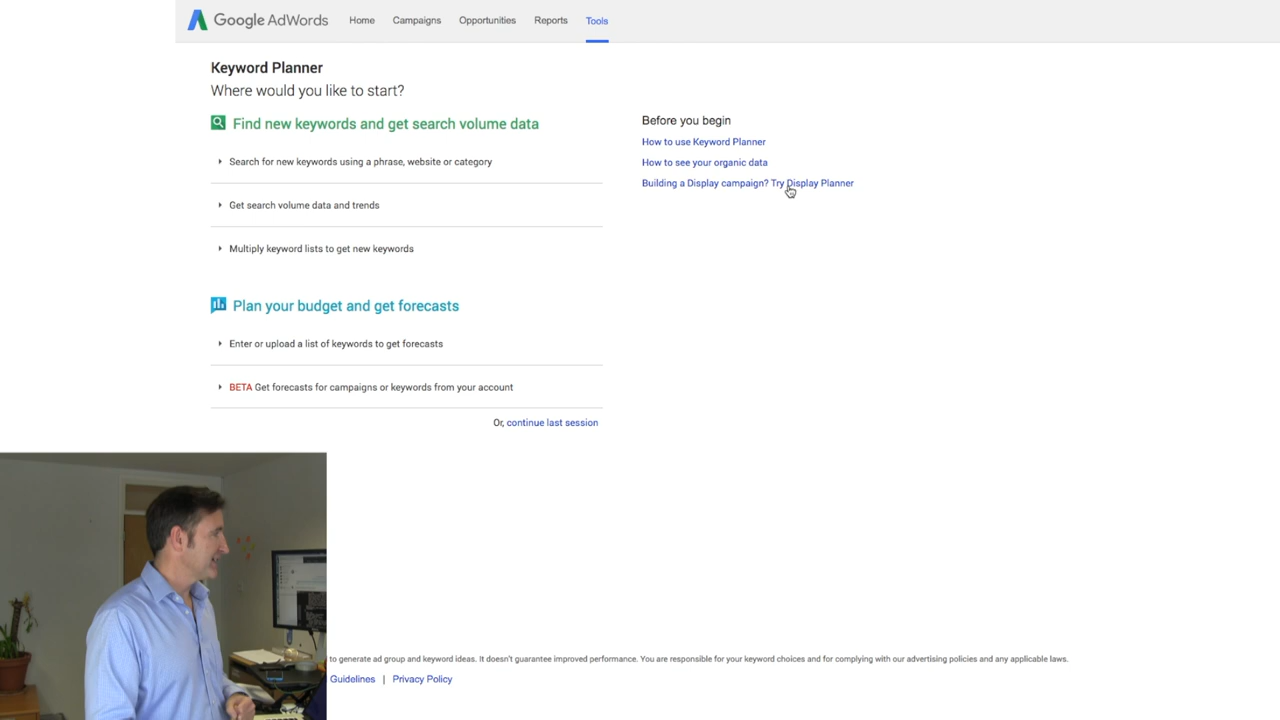 Google AdWords Home Campaigns Opportunities Reports Tools
Keyword Planner
Where would you like to start?
Find new keywords and get search volume data
Search for new keywords using a phrase, website or category
Get search volume data and trends
Multiply keyword lists to get new keywords
Plan your budget and get forecasts
Enter or upload a list of keywords to get forecasts
BETA Get forecasts for campaigns or keywords from your account
Or, continue last session
Before you begin
How to use Keyword Planner
How to see your organic data
Building a Display campaign? Try Display Planner
to generate ad group and keyword ideas. It doesn't guarantee improved performance. You are responsible for your keyword choices and for complying with our advertising policies and any applicable laws.
Guidelines | Privacy Policy